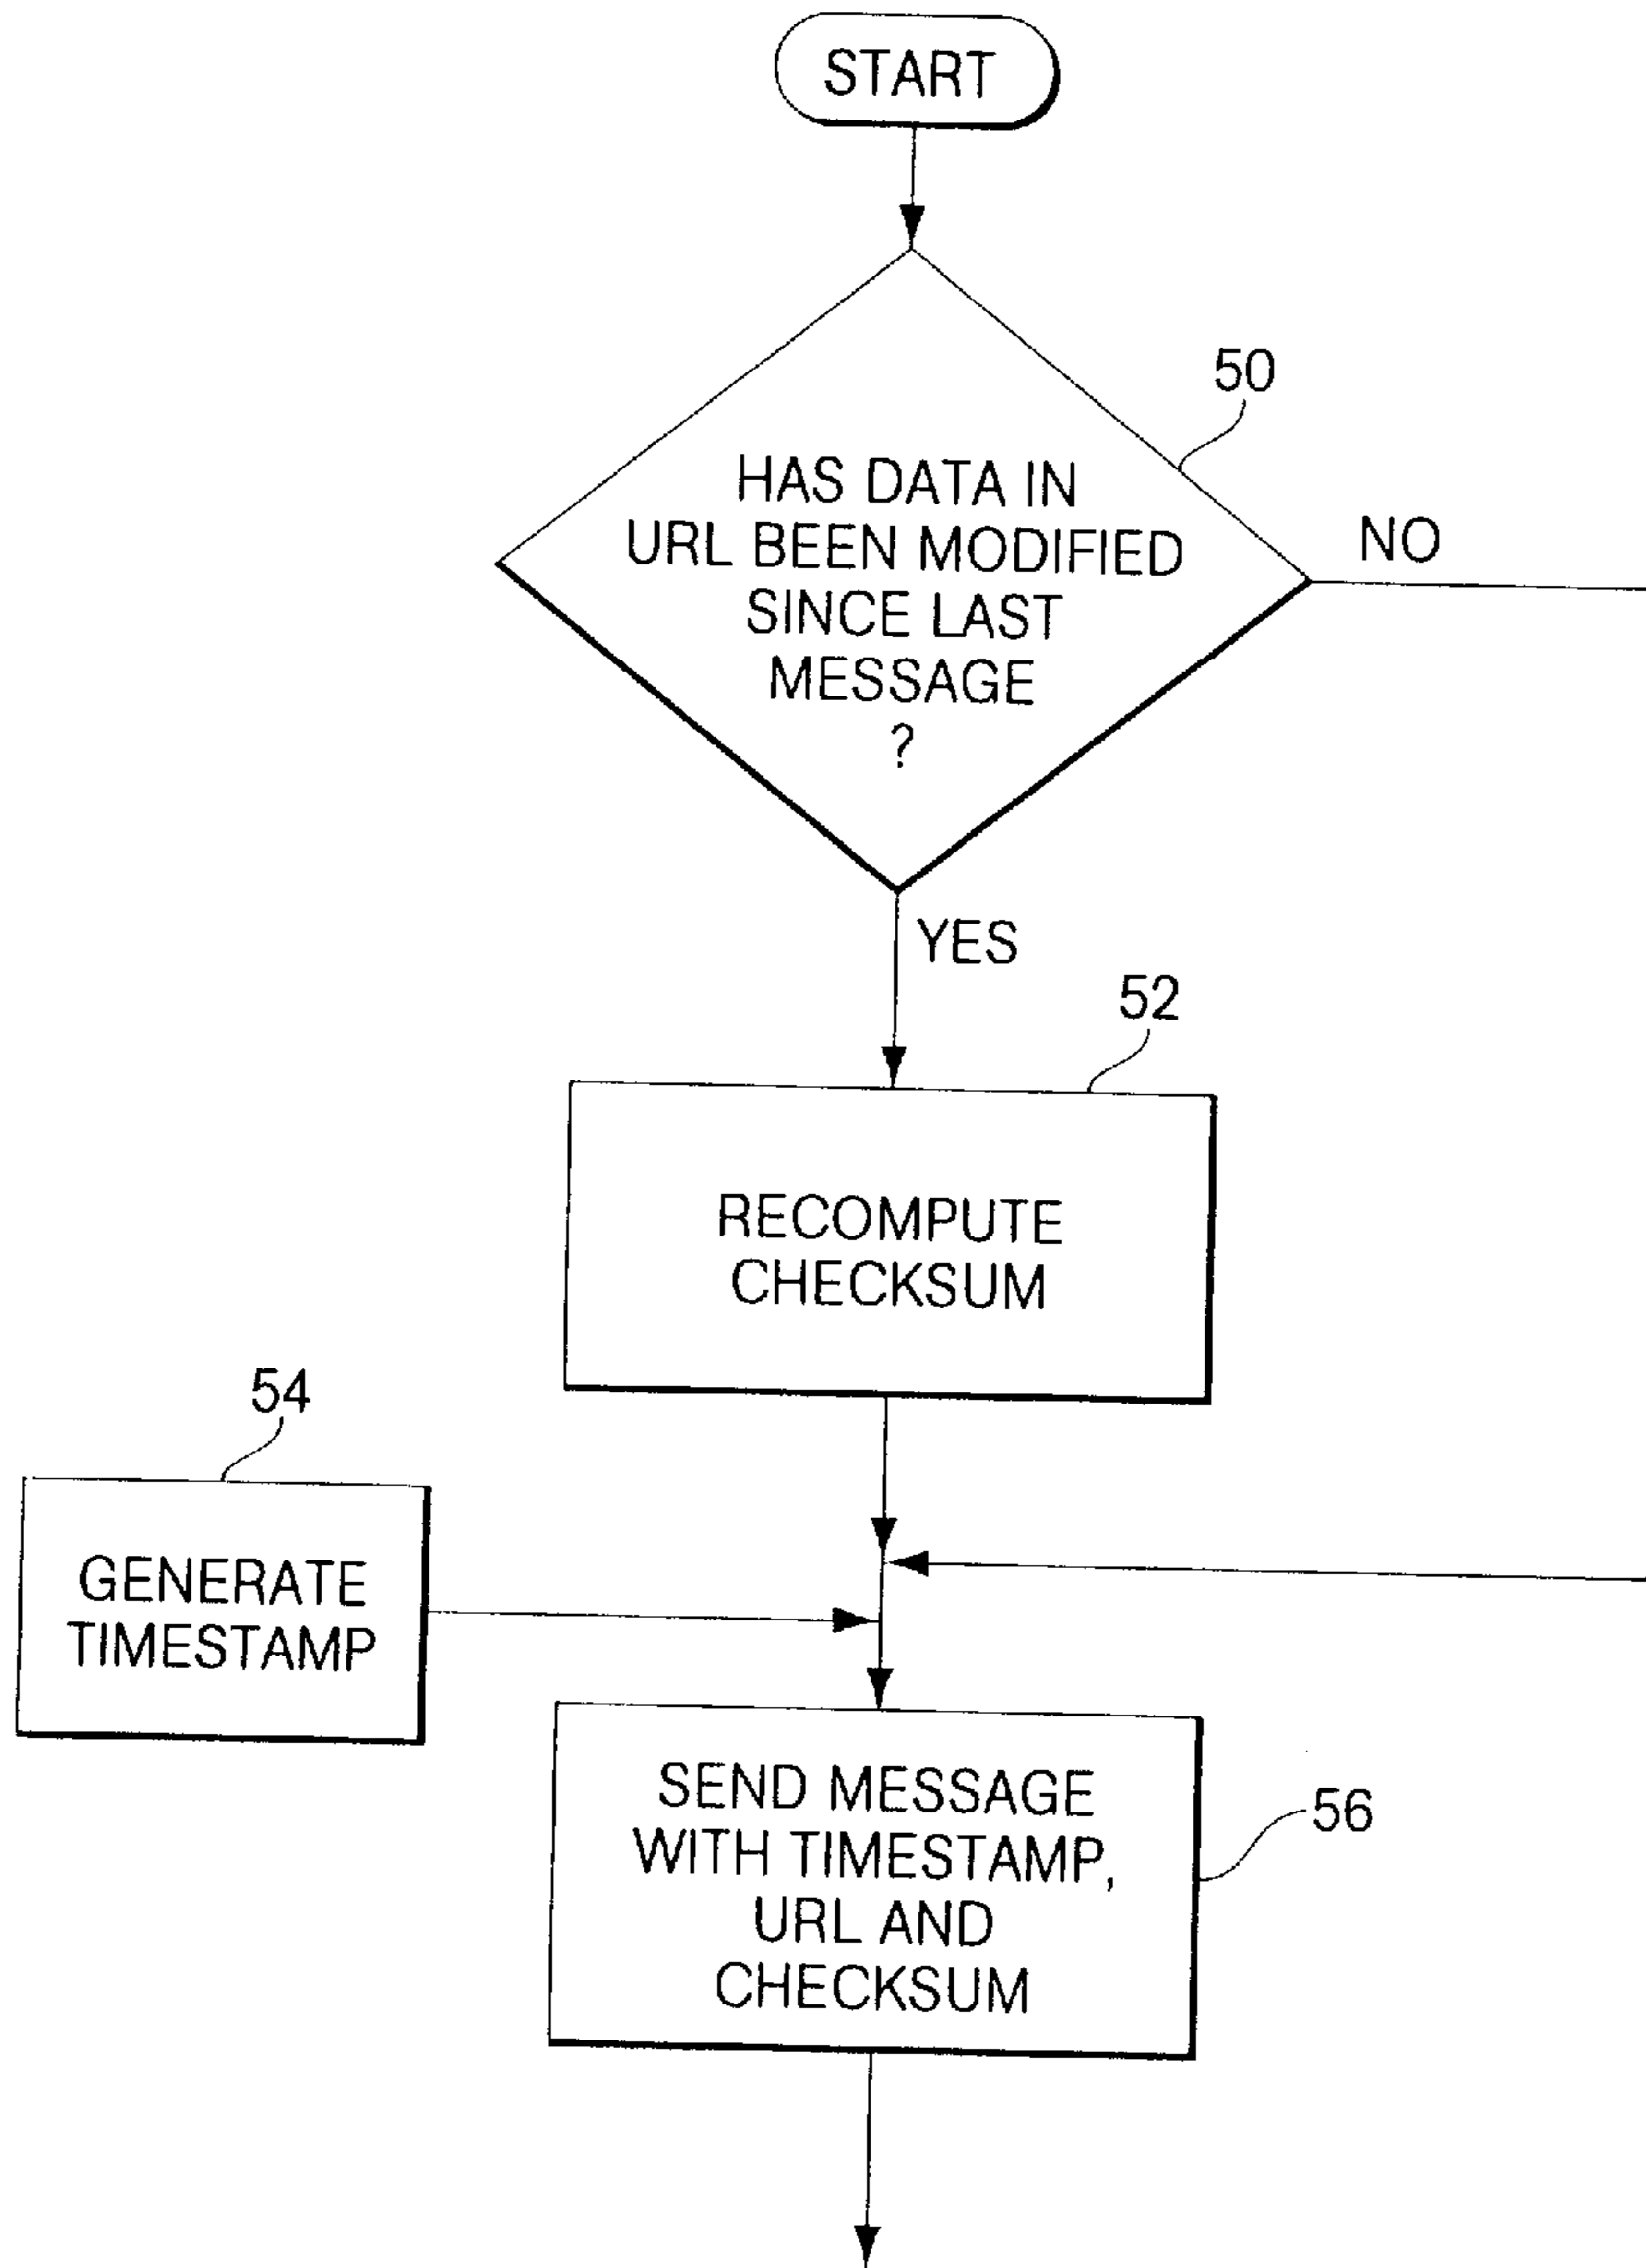 START
50
HAS DATA IN
URL BEEN MODIFIED
SINCE LAST
MESSAGE
?
NO
YES
52
RECOMPUTE
CHECKSUM
54
GENERATE
TIMESTAMP
SEND MESSAGE
WITH TIMESTAMP,
URL AND
CHECKSUM
56